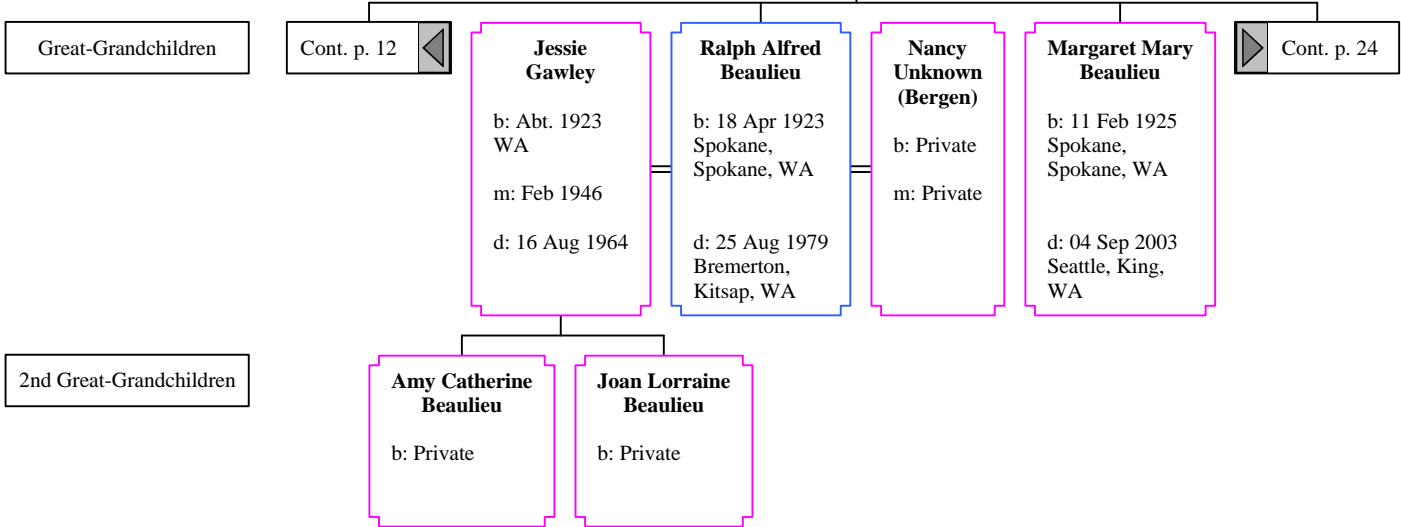 Great-Grandchildren
Cont. p. 12
Jessie
Gawley
b: Abt. 1923
WA
m: Feb 1946
d: 16 Aug 1964
Ralph Alfred
Beaulieu
b: 18 Apr 1923
Spokane,
Spokane, WA
d: 25 Aug 1979
Bremerton,
Kitsap, WA
Nancy
Unknown
(Bergen)
b: Private
m: Private
Margaret Mary
Beaulieu
b: 11 Feb 1925
Spokane,
Spokane, WA
d: 04 Sep 2003
Seattle, King,
WA
Cont. p. 24
2nd Great-Grandchildren
Amy Catherine
Beaulieu
b: Private
Joan Lorraine
Beaulieu
b: Private